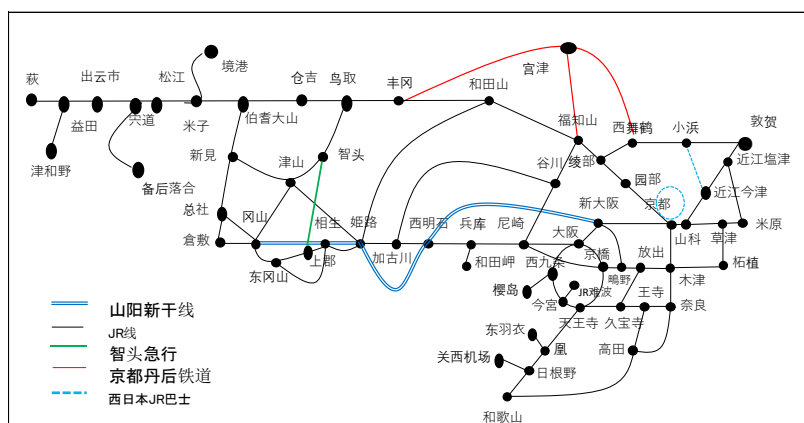 萩
益田
出云市
宍道
松江
境港
米子
伯耆大山
仓吉
鸟取
丰冈
和田山
宫津
福知山
西舞鹤
小浜
敦贺
津和野
备后落合
新見
津山
智头
谷川
绫部
园部
京都
近江塩津
近江今津
总社
冈山
相生
姫路
西明石
兵库
尼崎
新大阪
大阪
山科
草津
米原
倉敷
东冈山
上郡
加古川
和田岬
西九条
京橋
鴫野
放出
木津
柘植
樱岛
今宮
JR难波
天王寺
久宝寺
王寺
奈良
东羽衣
凰
高田
关西机场
日根野
和歌山
山阳新干线
JR线
智头急行
京都丹后铁道
西日本JR巴士